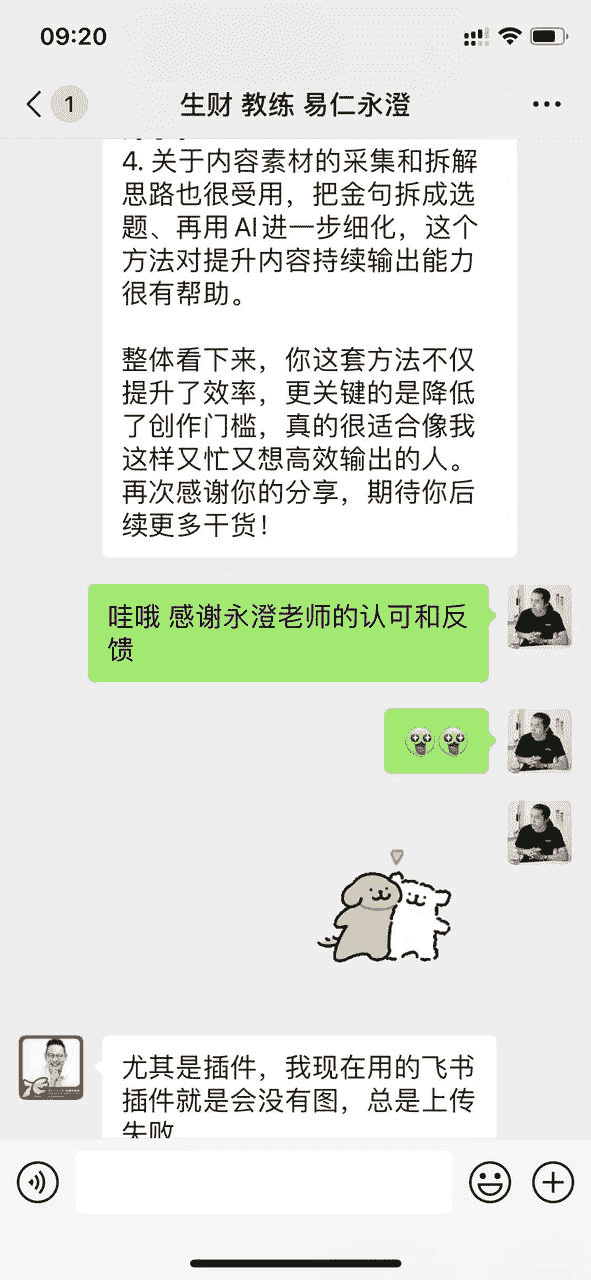 09:20
1
生财 教练 易仁永澄
4. 关于内容素材的采集和拆解
思路也很受用，把金句拆成选
题、再用AI进一步细化，这个
方法对提升内容持续输出能力
很有帮助。
整体看下来，你这套方法不仅
提升了效率，更关键的是降低
了创作门槛，真的很适合像我
这样又忙又想高效输出的人。
再次感谢你的分享，期待你后
续更多干货！
哇哦 感谢永澄老师的认可和反
馈
尤其是插件，我现在用的飞书
插件就是会没有图，总是上传
失败